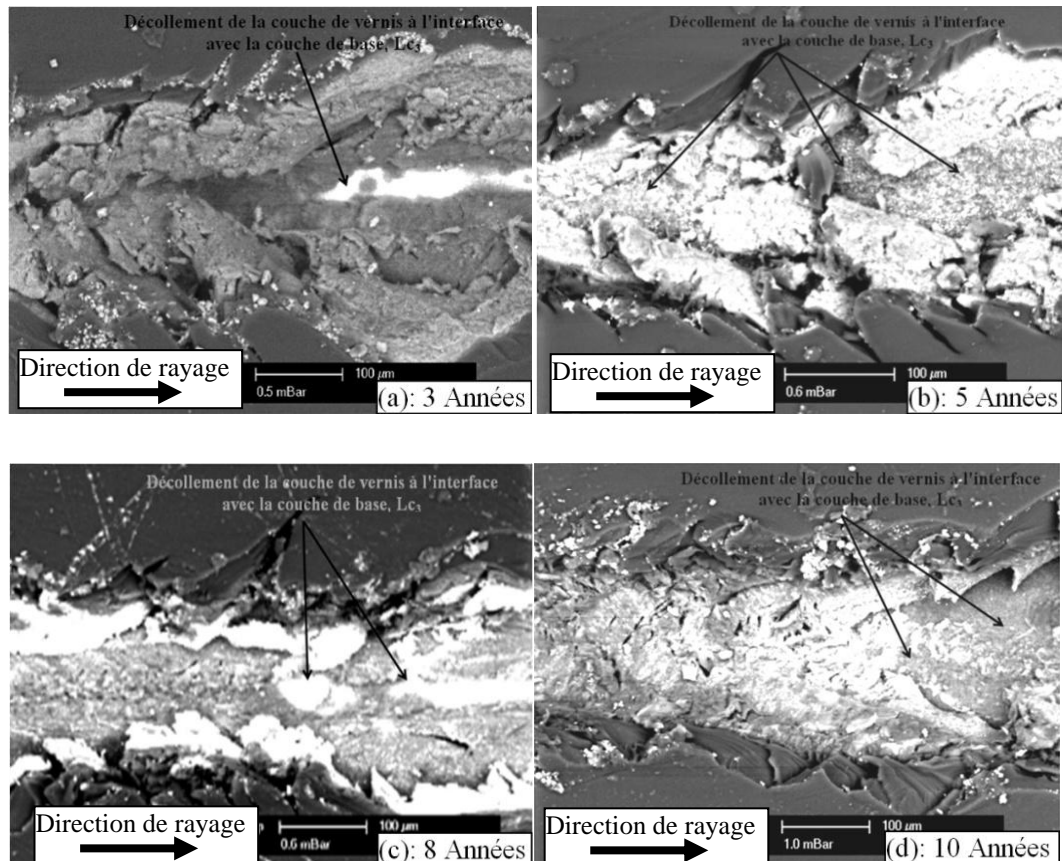 Décollement de la couche de vernis à l'interface
avec la couche de base, Lc₃
Direction de rayage
100 µm
0.5 mBar
(a): 3 Années
Décollement de la couche de vernis à l'interface
avec la couche de base, Lc₃
Direction de rayage
100 µm
0.6 mBar
(b): 5 Années
Décollement de la couche de vernis à l'interface
avec la couche de base, Lc₃
Direction de rayage
100 µm
0.6 mBar
(c): 8 Années
Décollement de la couche de vernis à l'interface
avec la couche de base, Lc₃
Direction de rayage
100 µm
1.0 mBar
(d): 10 Années